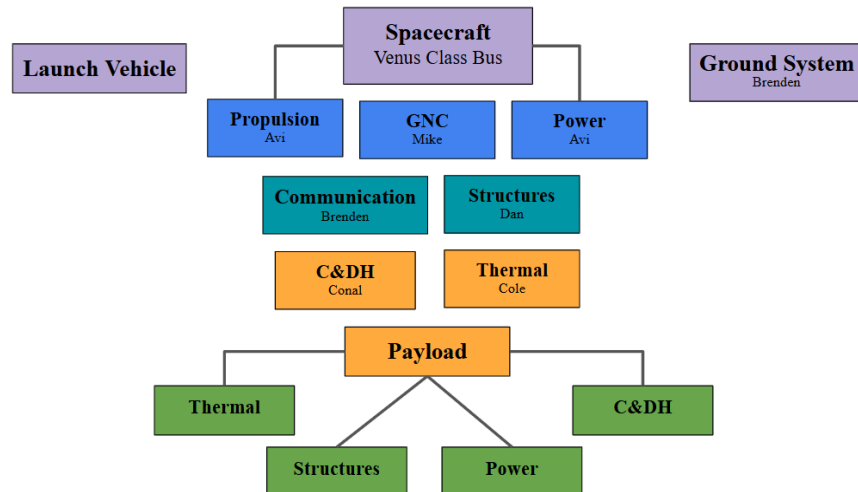 Spacecraft
Venus Class Bus
Launch Vehicle
Ground System
Brenden
Propulsion
Avi
GNC
Mike
Power
Avi
Communication
Brenden
Structures
Dan
C&DH
Conal
Thermal
Cole
Payload
Thermal
C&DH
Structures
Power